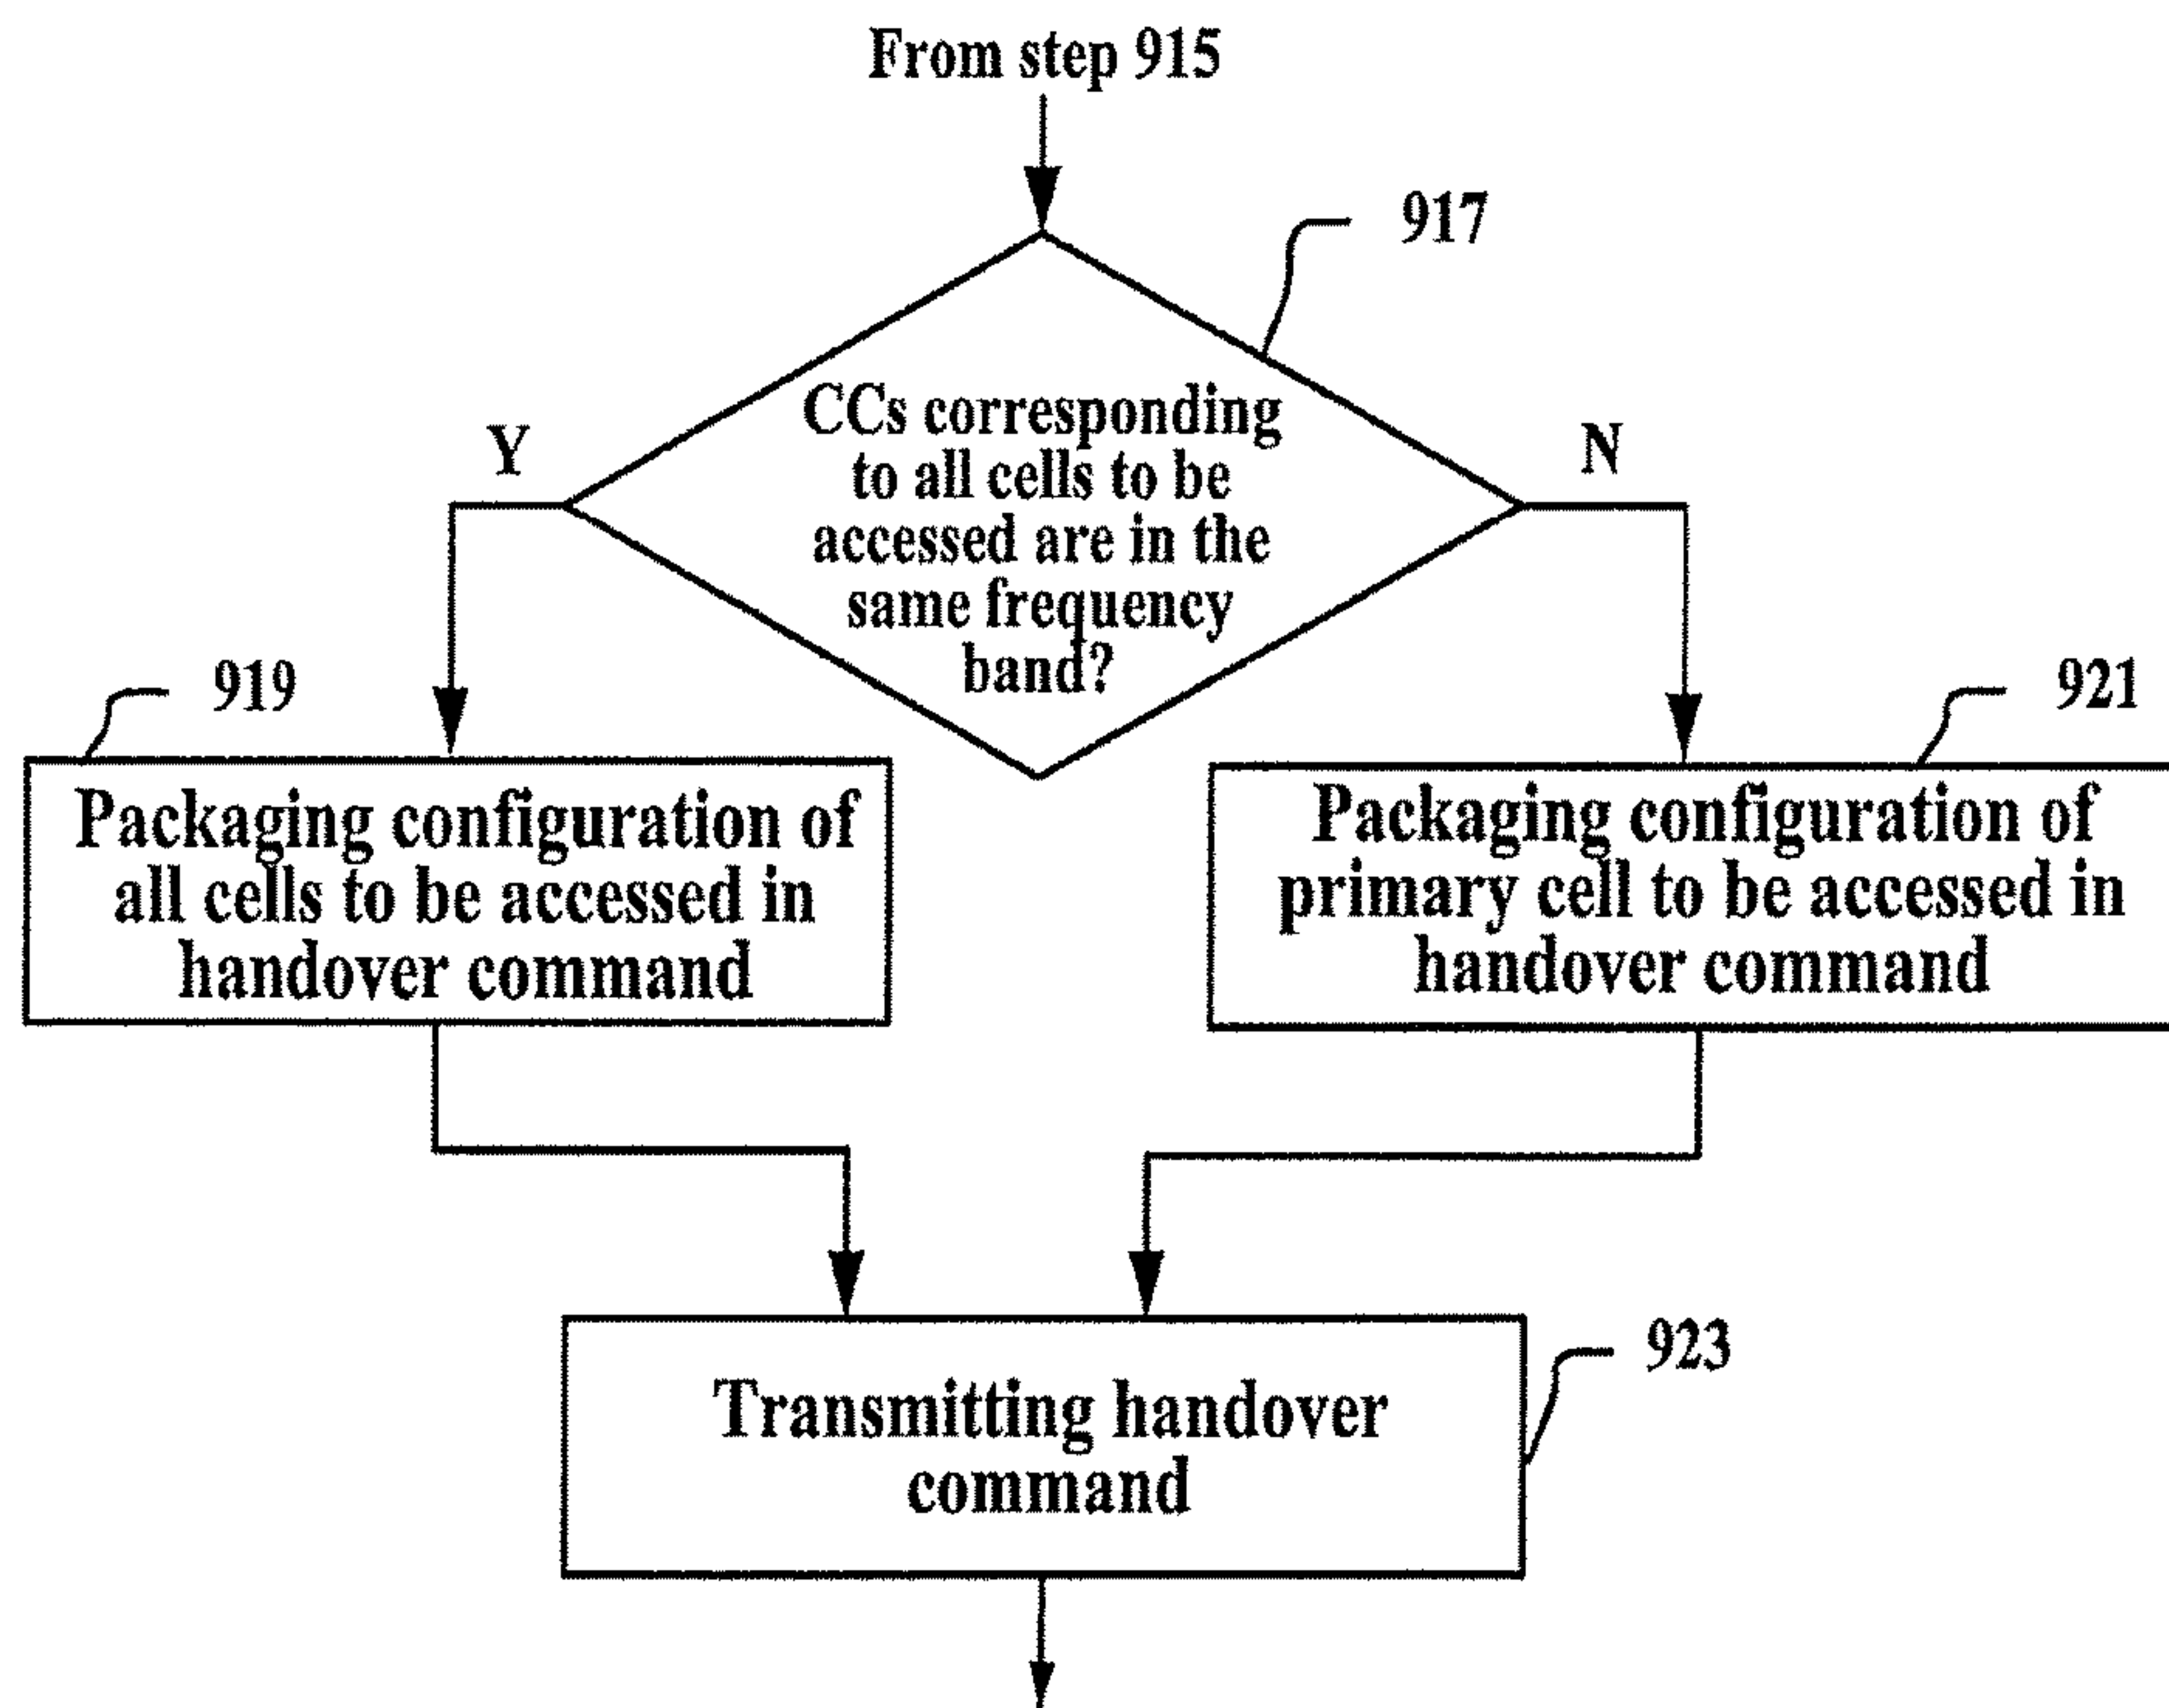 From step 915
917
CCs corresponding
to all cells to be
accessed are in the
same frequency
band?
Y
N
919
Packaging configuration of
all cells to be accessed in
handover command
921
Packaging configuration of
primary cell to be accessed in
handover command
923
Transmitting handover
command